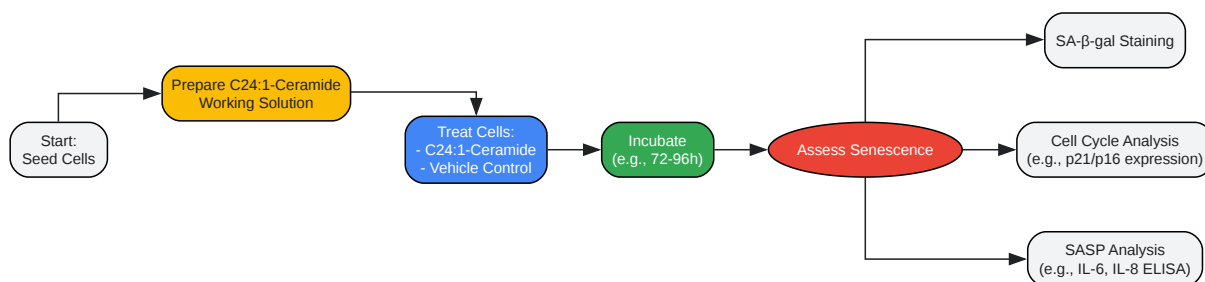 Start:
Seed Cells
Prepare C24:1-Ceramide
Working Solution
Treat Cells:
- C24:1-Ceramide
- Vehicle Control
Incubate
(e.g., 72-96h)
Assess Senescence
SA-β-gal Staining
Cell Cycle Analysis
(e.g., p21/p16 expression)
SASP Analysis
(e.g., IL-6, IL-8 ELISA)